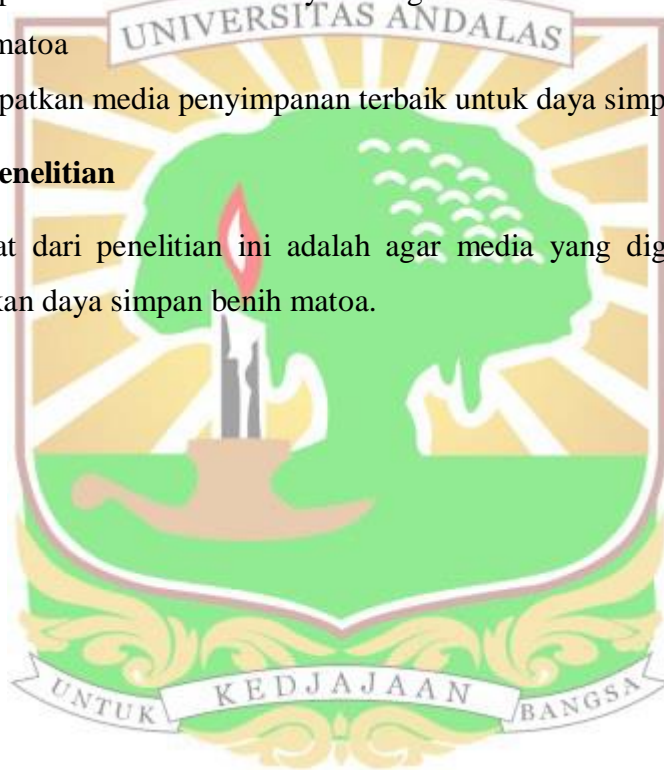 UNIVERSITAS ANDALAS
matoa
patkan media penyimpanan terbaik untuk daya simp
enelitian
at dari penelitian ini adalah agar media yang dig
kan daya simpan benih matoa.
UNTUK KEDJAJAAN BANGSA